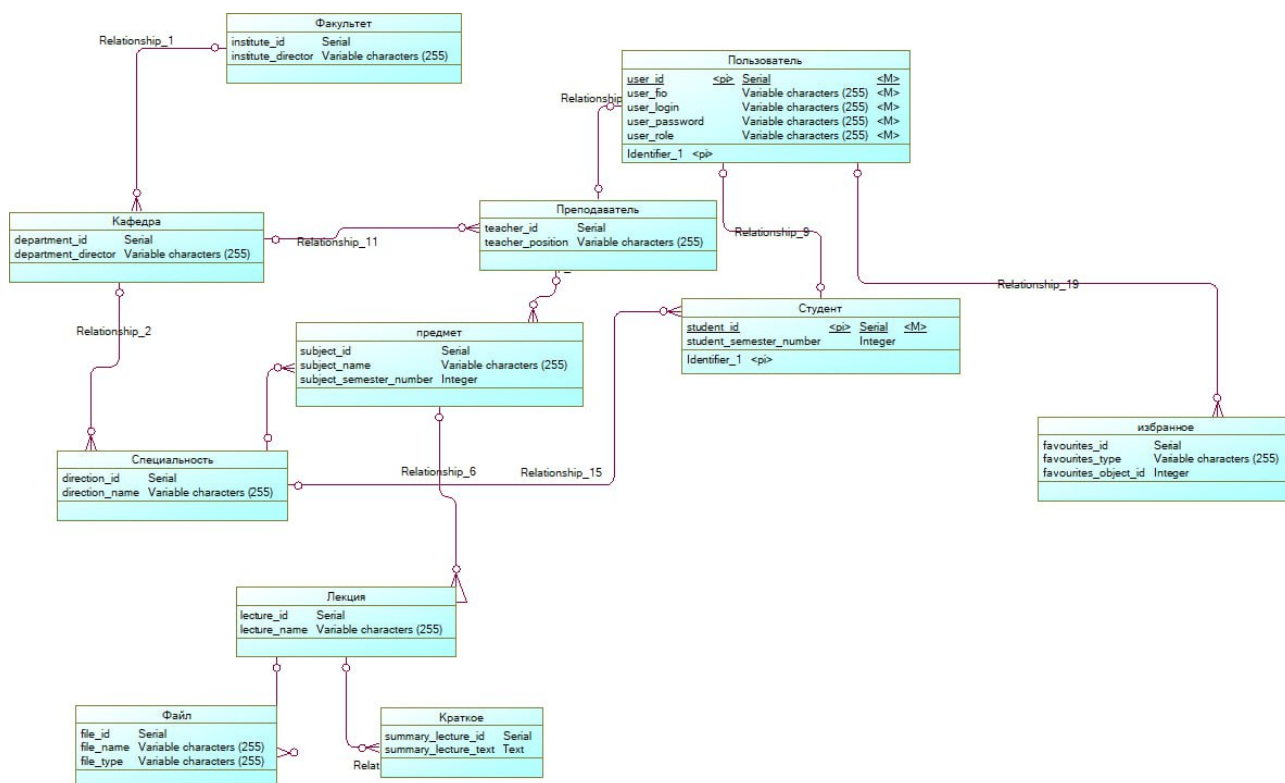 Факультет
institute_id Serial
institute_director Variable characters (255)
Relationship_1
Пользователь
user_id <pi> Serial <M>
user_fio Variable characters (255) <M>
user_login Variable characters (255) <M>
user_password Variable characters (255) <M>
user_role Variable characters (255) <M>
Identifier_1 <pi>
Relationship
Кафедра
department_id Serial
department_director Variable characters (255)
Relationship_11
Преподаватель
teacher_id Serial
teacher_position Variable characters (255)
Relationship_9
Relationship_19
Relationship_2
Студент
student_id <pi> Serial <M>
student_semester_number Integer
Identifier_1 <pi>
предмет
subject_id Serial
subject_name Variable characters (255)
subject_semester_number Integer
избранное
favourites_id Serial
favourites_type Variable characters (255)
favourites_object_id Integer
Специальность
direction_id Serial
direction_name Variable characters (255)
Relationship_6
Relationship_15
Лекция
lecture_id Serial
lecture_name Variable characters (255)
Файл
file_id Serial
file_name Variable characters (255)
file_type Variable characters (255)
Краткое
summary_lecture_id Serial
summary_lecture_text Text
Relat